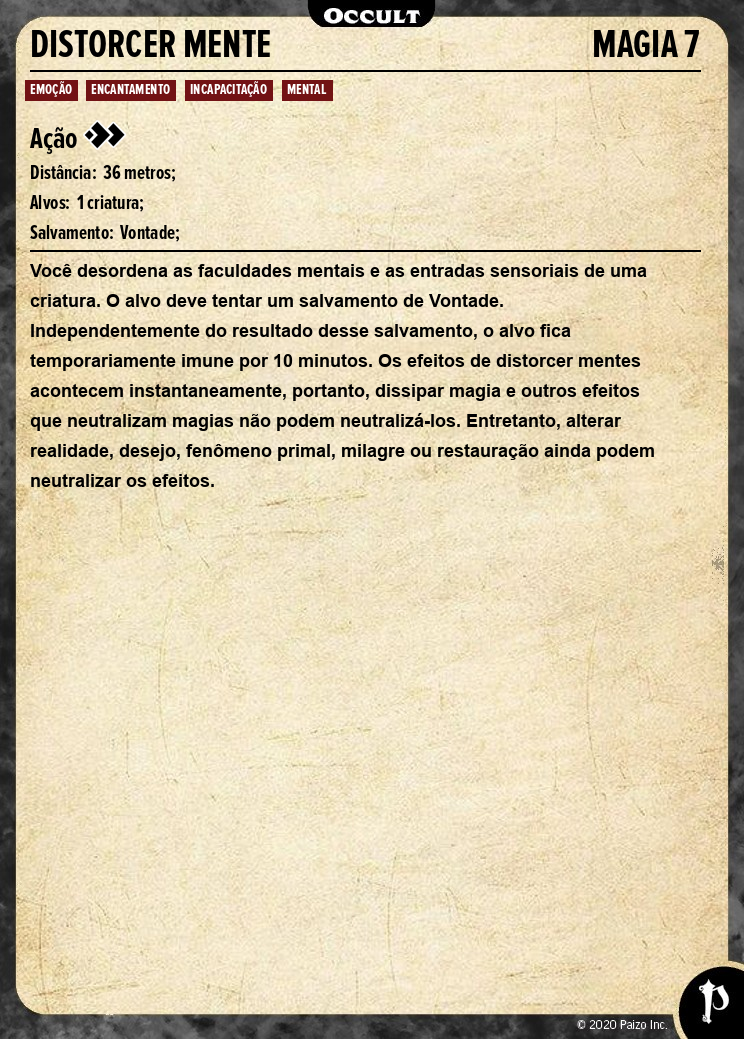 OCCULT
DISTORCER MENTE MAGIA 7
EMOÇÃO ENCANTAMENTO INCAPACITAÇÃO MENTAL
Ação
Distância: 36 metros;
Alvos: 1 criatura;
Salvamento: Vontade;
Você desordena as faculdades mentais e as entradas sensoriais de uma
criatura. O alvo deve tentar um salvamento de Vontade.
Independentemente do resultado desse salvamento, o alvo fica
temporariamente imune por 10 minutos. Os efeitos de distorcer mentes
acontecem instantaneamente, portanto, dissipar magia e outros efeitos
que neutralizam magias não podem neutralizá-los. Entretanto, alterar
realidade, desejo, fenômeno primal, milagre ou restauração ainda podem
neutralizar os efeitos.
© 2020 Paizo Inc.
P